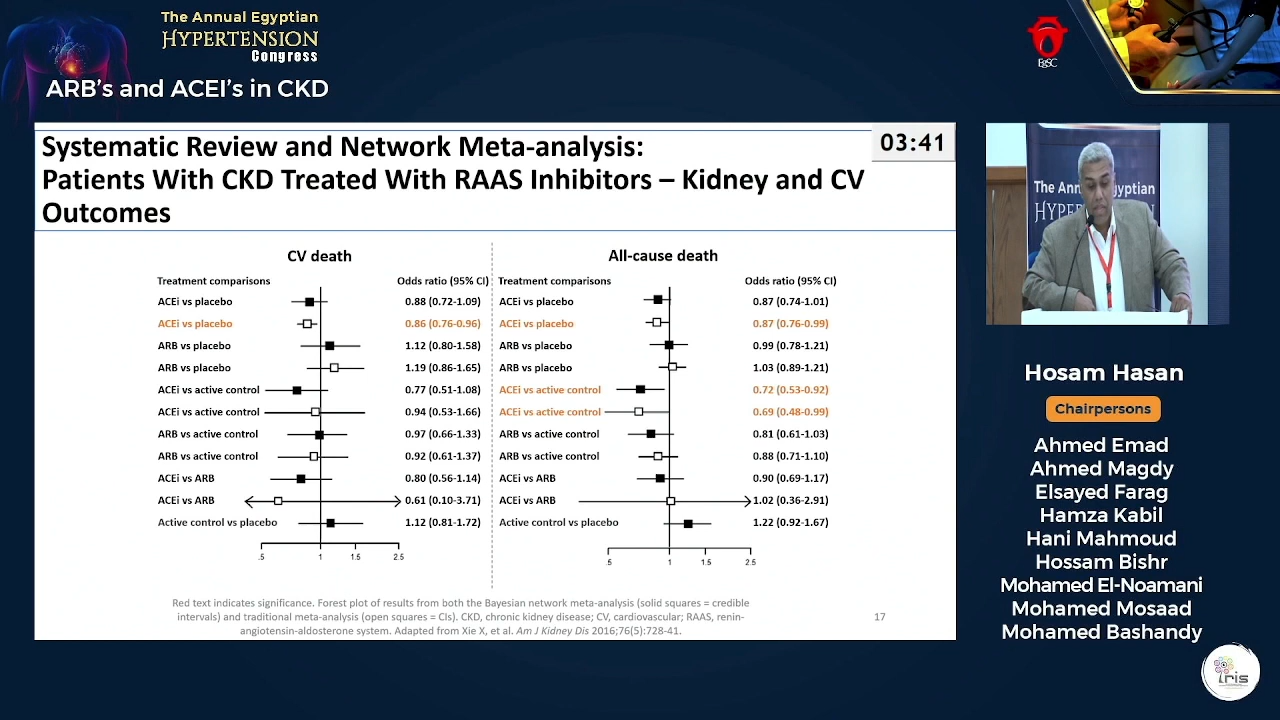 The Annual Egyptian
HYPERTENSION
Congress
ARB's and ACEI's in CKD
EgSC
Systematic Review and Network Meta-analysis:
Patients With CKD Treated With RAAS Inhibitors – Kidney and CV
Outcomes
03:41
CV death
Treatment comparisons Odds ratio (95% CI)
ACEi vs placebo 0.88 (0.72-1.09)
ACEi vs placebo 0.86 (0.76-0.96)
ARB vs placebo 1.12 (0.80-1.58)
ARB vs placebo 1.19 (0.86-1.65)
ACEi vs active control 0.77 (0.51-1.08)
ACEi vs active control 0.94 (0.53-1.66)
ARB vs active control 0.97 (0.66-1.33)
ARB vs active control 0.92 (0.61-1.37)
ACEi vs ARB 0.80 (0.56-1.14)
ACEi vs ARB 0.61 (0.10-3.71)
Active control vs placebo 1.12 (0.81-1.72)
.5 1 1.5 2.5
All-cause death
Treatment comparisons Odds ratio (95% CI)
ACEi vs placebo 0.87 (0.74-1.01)
ACEi vs placebo 0.87 (0.76-0.99)
ARB vs placebo 0.99 (0.78-1.21)
ARB vs placebo 1.03 (0.89-1.21)
ACEi vs active control 0.72 (0.53-0.92)
ACEi vs active control 0.69 (0.48-0.99)
ARB vs active control 0.81 (0.61-1.03)
ARB vs active control 0.88 (0.71-1.10)
ACEi vs ARB 0.90 (0.69-1.17)
ACEi vs ARB 1.02 (0.36-2.91)
Active control vs placebo 1.22 (0.92-1.67)
.5 1 1.5 2.5
Red text indicates significance. Forest plot of results from both the Bayesian network meta-analysis (solid squares = credible
intervals) and traditional meta-analysis (open squares = CIs). CKD, chronic kidney disease; CV, cardiovascular; RAAS, renin-
angiotensin-aldosterone system. Adapted from Xie X, et al. Am J Kidney Dis 2016;76(5):728-41.
17
The Ann Egyptian
HYPE ION
Hosam Hasan
Chairpersons
Ahmed Emad
Ahmed Magdy
Elsayed Farag
Hamza Kabil
Hani Mahmoud
Hossam Bishr
Mohamed El-Noamani
Mohamed Mosaad
Mohamed Bashandy
iris